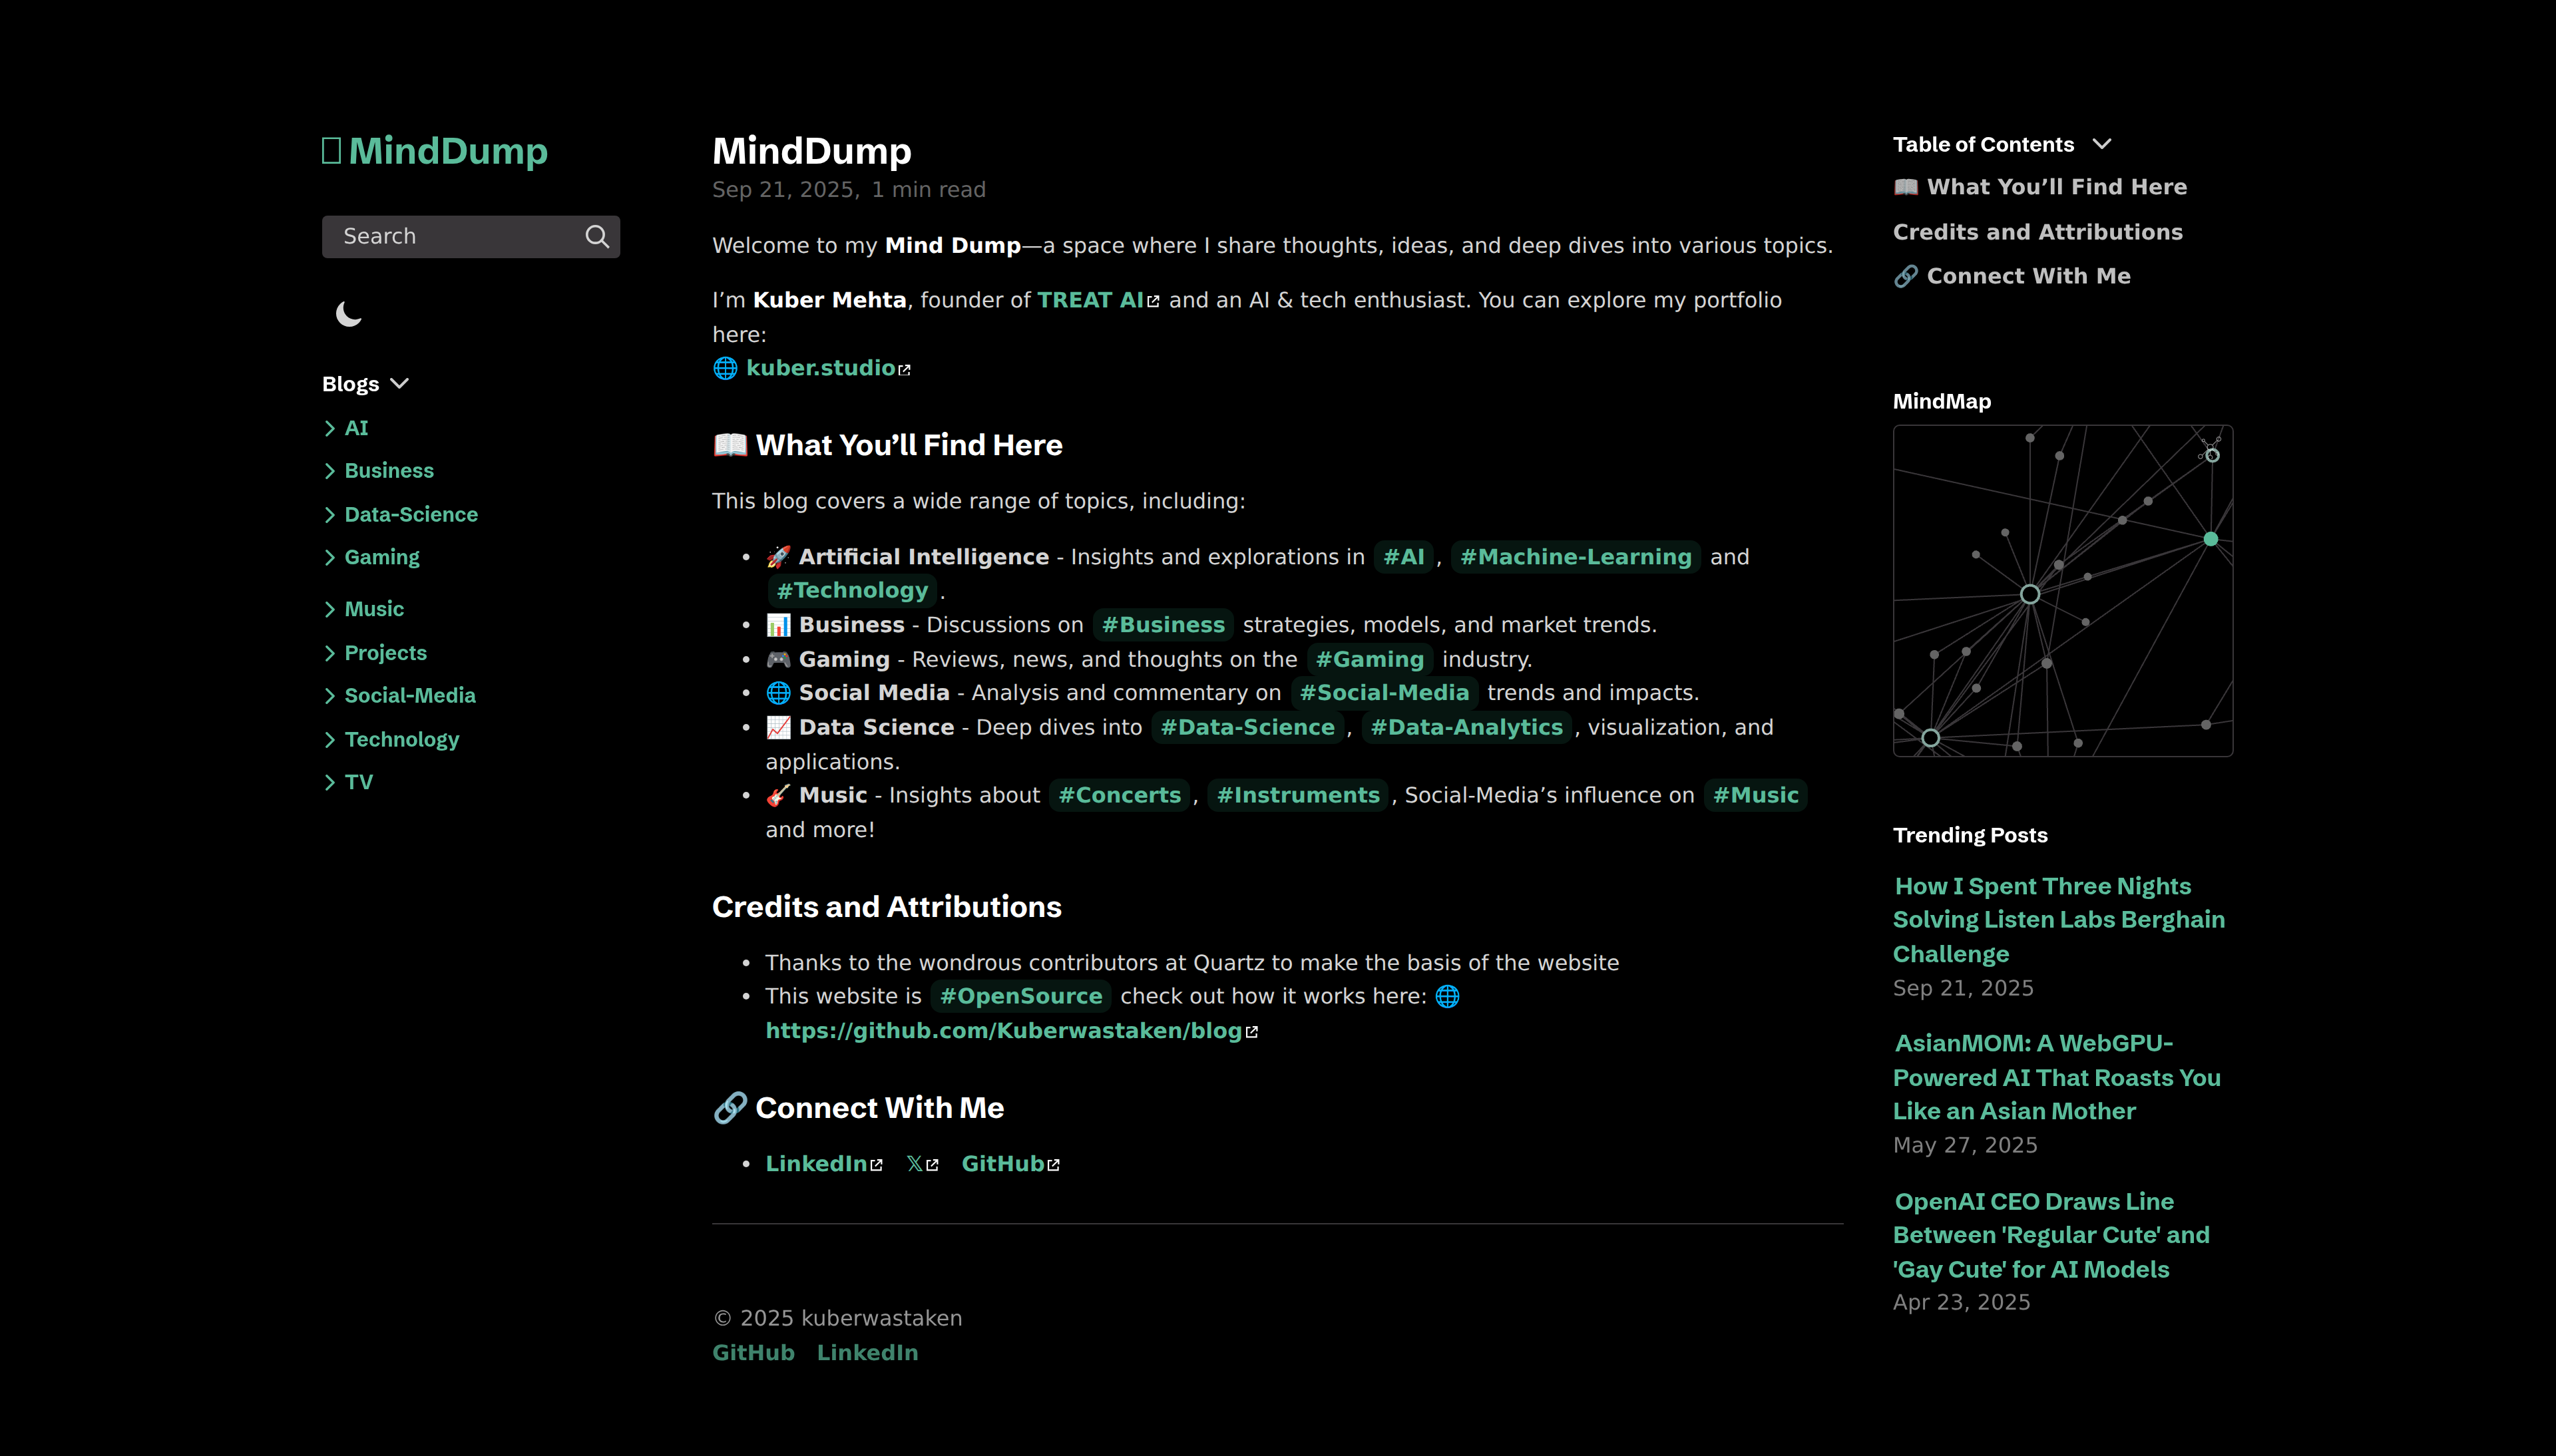 MindDump
Search
Blogs
AI
Business
Data-Science
Gaming
Music
Projects
Social-Media
Technology
TV
MindDump
Sep 21, 2025, 1 min read
Welcome to my Mind Dump—a space where I share thoughts, ideas, and deep dives into various topics.
I’m Kuber Mehta, founder of TREAT AI and an AI & tech enthusiast. You can explore my portfolio
here:
🌐 kuber.studio
📖 What You’ll Find Here
This blog covers a wide range of topics, including:
• 🚀 Artificial Intelligence - Insights and explorations in #AI, #Machine-Learning and
#Technology.
• 📊 Business - Discussions on #Business strategies, models, and market trends.
• 🎮 Gaming - Reviews, news, and thoughts on the #Gaming industry.
• 🌐 Social Media - Analysis and commentary on #Social-Media trends and impacts.
• 📈 Data Science - Deep dives into #Data-Science, #Data-Analytics, visualization, and
applications.
• 🎸 Music - Insights about #Concerts, #Instruments, Social-Media’s influence on #Music
and more!
Credits and Attributions
• Thanks to the wondrous contributors at Quartz to make the basis of the website
• This website is #OpenSource check out how it works here: 🌐
https://github.com/Kuberwastaken/blog
🔗 Connect With Me
• LinkedIn 𝕏 GitHub
© 2025 kuberwastaken
GitHub LinkedIn
Table of Contents
📖 What You’ll Find Here
Credits and Attributions
🔗 Connect With Me
MindMap
Trending Posts
How I Spent Three Nights
Solving Listen Labs Berghain
Challenge
Sep 21, 2025
AsianMOM: A WebGPU-
Powered AI That Roasts You
Like an Asian Mother
May 27, 2025
OpenAI CEO Draws Line
Between 'Regular Cute' and
'Gay Cute' for AI Models
Apr 23, 2025